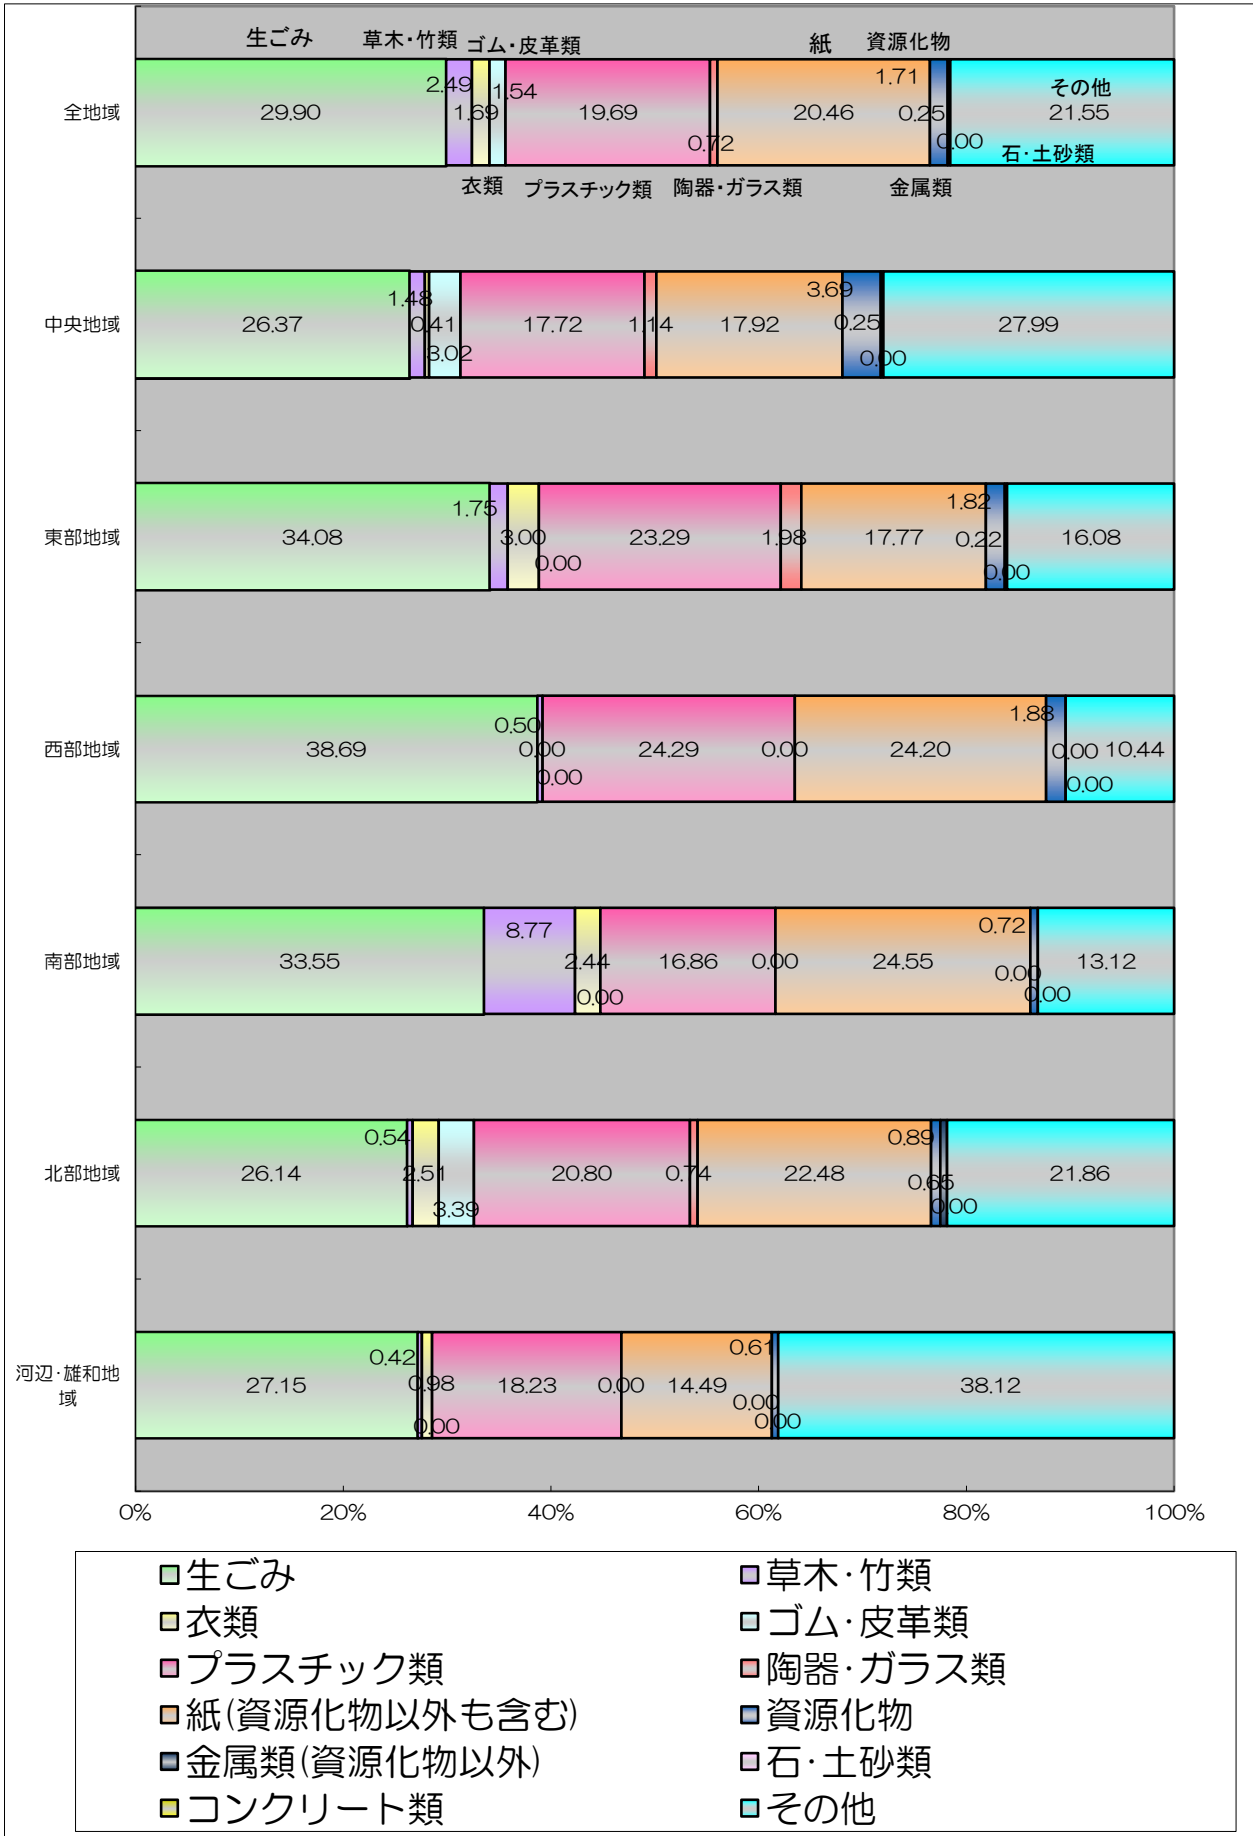 生ごみ 草木・竹類 ゴム・皮革類 紙 資源化物
全地域 29.90 2.49 1.69 1.54 19.69 0.72 20.46 1.71 0.25 0.00 その他 21.55
石・土砂類
衣類 プラスチック類 陶器・ガラス類 金属類
中央地域 26.37 1.48 0.41 3.02 17.72 1.14 17.92 3.69 0.25 0.00 27.99
東部地域 34.08 1.75 3.00 0.00 23.29 1.98 17.77 1.82 0.22 0.00 16.08
西部地域 38.69 0.50 0.00 0.00 24.29 0.00 24.20 1.88 0.00 0.00 10.44
南部地域 33.55 8.77 2.44 0.00 16.86 0.00 24.55 0.72 0.00 0.00 13.12
北部地域 26.14 0.54 2.51 3.39 20.80 0.74 22.48 0.89 0.65 0.00 21.86
河辺・雄和地
域
27.15 0.42 0.98 0.00 18.23 0.00 14.49 0.61 0.00 0.00 38.12
0% 20% 40% 60% 80% 100%
生ごみ 草木・竹類
衣類 ゴム・皮革類
プラスチック類 陶器・ガラス類
紙(資源化物以外も含む) 資源化物
金属類(資源化物以外) 石・土砂類
コンクリート類 その他